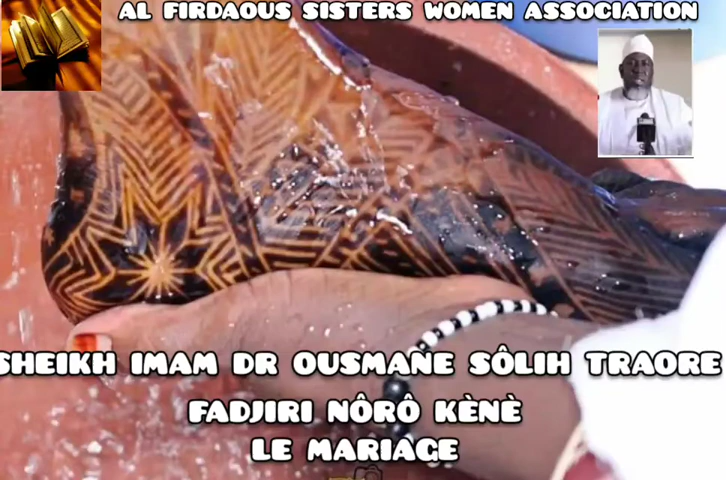 AL FIRDAOUS SISTERS WOMEN ASSOCIATION
SHEIKH IMAM DR OUSMANE SÔLIH TRAORE
FADJIRI NÔRÔ KÈNÈ
LE MARIAGE